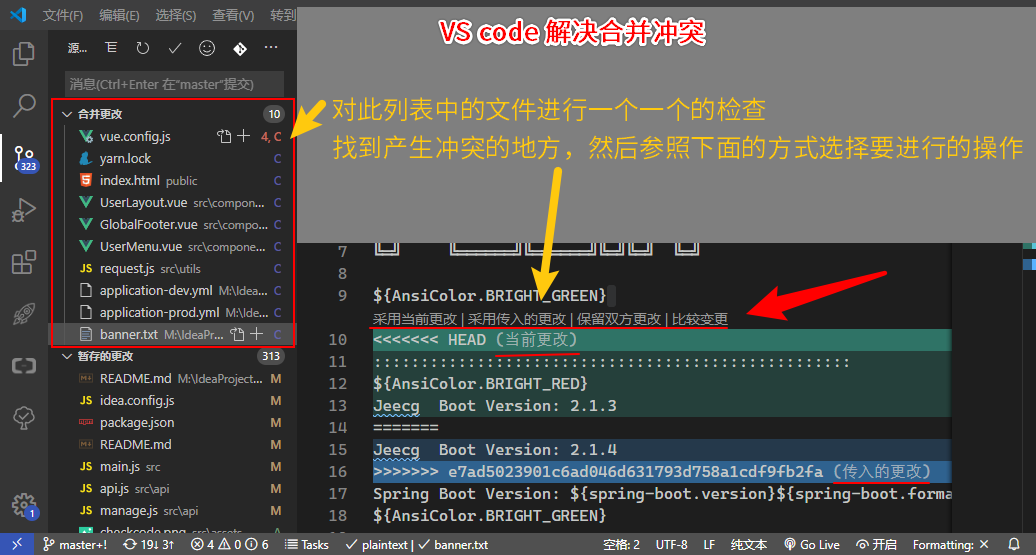 文件(F) 编辑(E) 选择(S) 查看(V) 转到
VS code 解决合并冲突
源...
消息(Ctrl+Enter 在"master"提交)
合并更改 10
vue.config.js 4, C
yarn.lock C
index.html public C
UserLayout.vue src\compon... C
GlobalFooter.vue src\compo... C
UserMenu.vue src\compone... C
request.js src\utils C
application-dev.yml M:\Idea... C
application-prod.yml M:\Ide... C
banner.txt M:\IdeaPr... C
暂存的更改 313
README.md M:\IdeaProject... M
idea.config.js M
package.json M
README.md M
main.js src M
api.js src\api M
manage.js src\api M
checkcode.png src\assets A
323
1
对此列表中的文件进行一个一个的检查
找到产生冲突的地方，然后参照下面的方式选择要进行的操作
7
8
9 ${AnsiColor.BRIGHT_GREEN}
采用当前更改 | 采用传入的更改 | 保留双方更改 | 比较变更
10 <<<<<<< HEAD (当前更改)
11 ::::::::::::::::::::::::::::::::::::::::::::::::::::
12 ${AnsiColor.BRIGHT_RED}
13 Jeecg Boot Version: 2.1.3
14 =======
15 Jeecg Boot Version: 2.1.4
16 >>>>>>> e7ad5023901c6ad046d631793d758a1cdf9fb2fa (传入的更改)
17 Spring Boot Version: ${spring-boot.version}${spring-boot.forma
18 ${AnsiColor.BRIGHT_GREEN}
master+! 19↓ 3↑ 4 0 6 Tasks plaintext | banner.txt 空格: 2 UTF-8 LF 纯文本 Go Live 开启 Formatting: ×